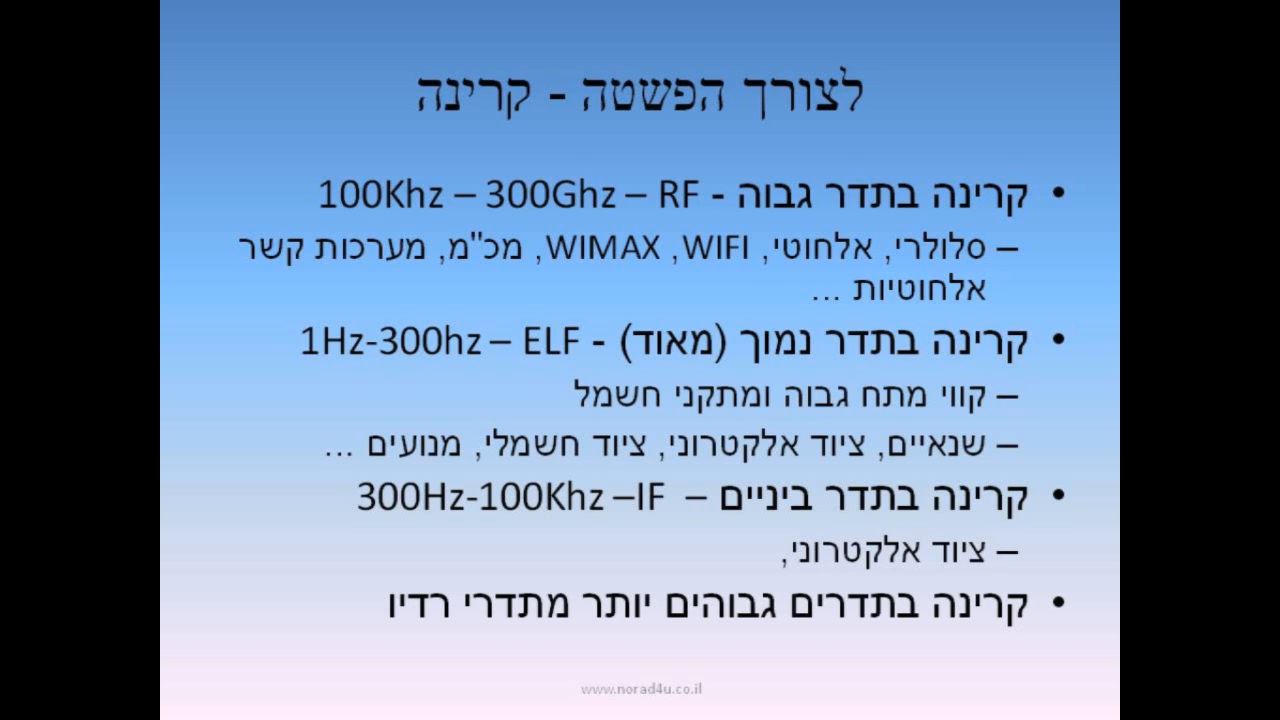 לצורך הפשטה - קרינה
• קרינה בתדר גבוה - 100Khz – 300Ghz – RF
– סלולרי, אלחוטי, WIMAX ,WIFI, מכ"מ, מערכות קשר
אלחוטיות ...
• קרינה בתדר נמוך (מאוד) - 1Hz-300hz – ELF
– קווי מתח גבוה ומתקני חשמל
– שנאיים, ציוד אלקטרוני, ציוד חשמלי, מנועים ...
• קרינה בתדר ביניים – 300Hz-100Khz –IF
– ציוד אלקטרוני,
• קרינה בתדרים גבוהים יותר מתדרי רדיו
www.norad4u.co.il